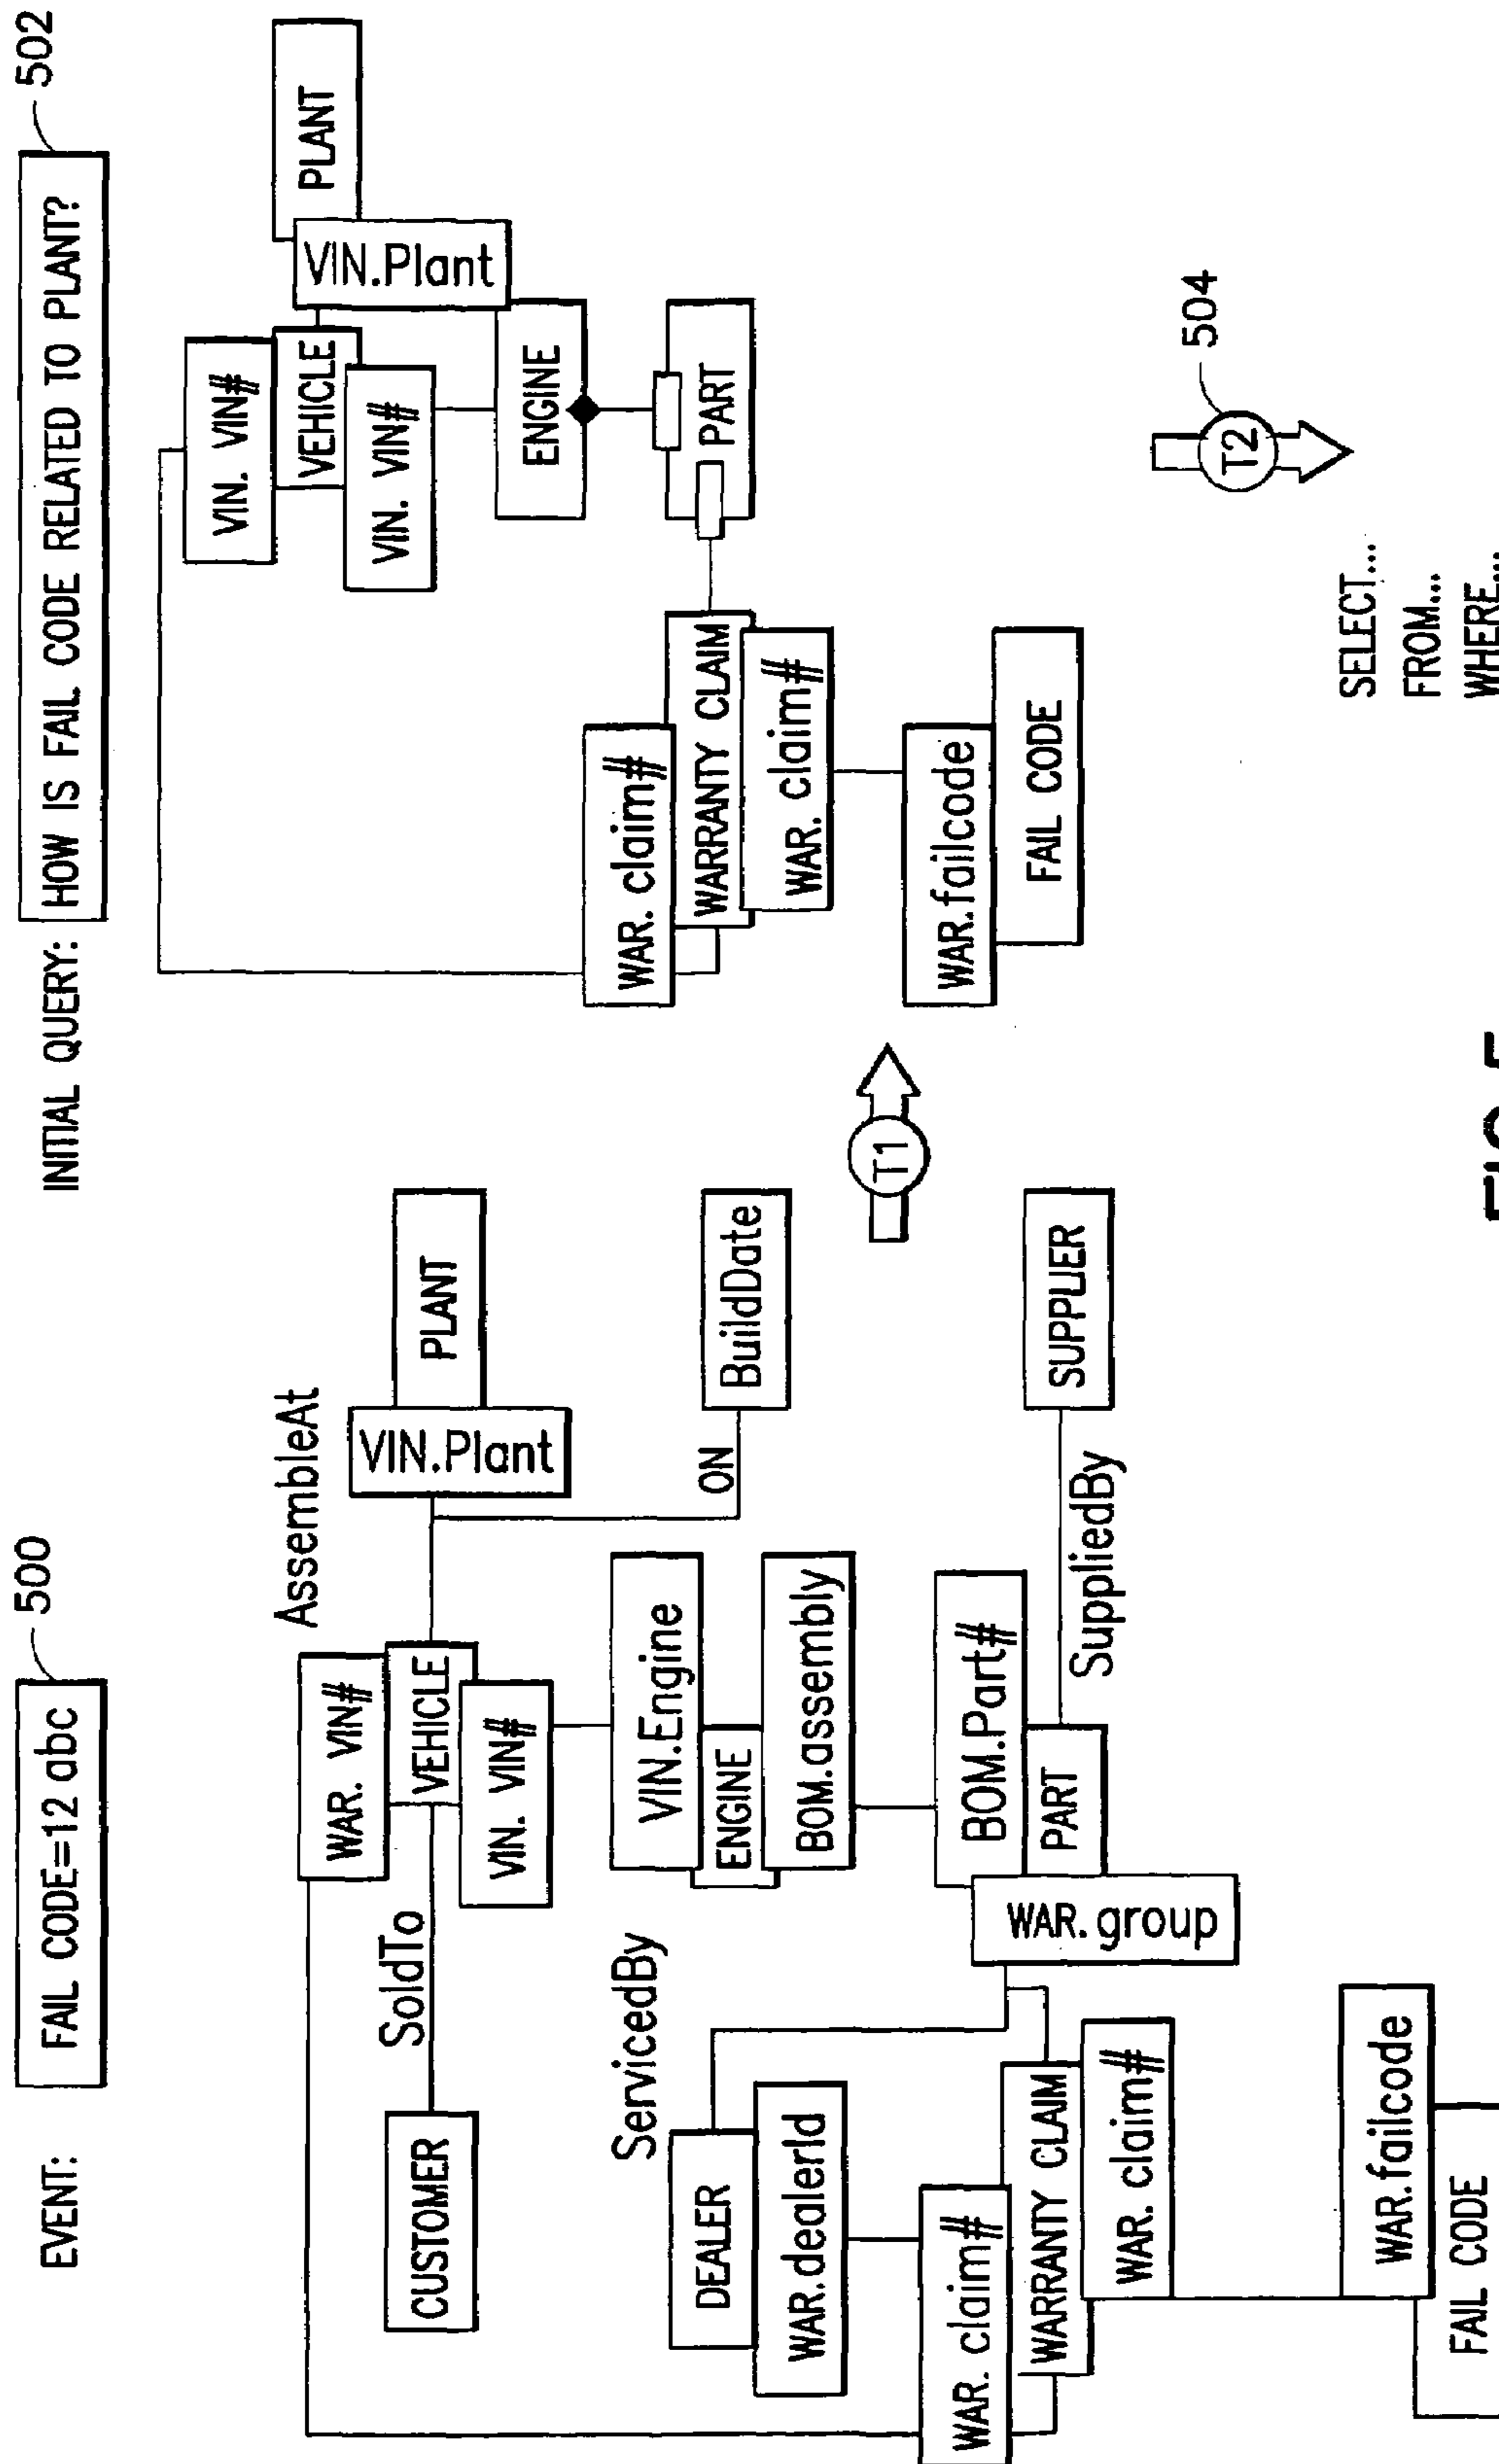 EVENT: FAIL CODE=12 abc 500
INITIAL QUERY: HOW IS FAIL CODE RELATED TO PLANT? 502
AssembleAt
WAR. VIN#
VEHICLE
VIN. VIN#
SoldTo
CUSTOMER
VIN.Plant
PLANT
ON
BuildDate
VIN.Engine
ENGINE
BOM.assembly
ServicedBy
DEALER
WAR.dealerId
BOM.Part#
PART
SuppliedBy
SUPPLIER
WAR.group
WAR. claim#
WARRANTY CLAIM
WAR. claim#
WAR.failcode
FAIL CODE
T1
VIN. VIN#
VEHICLE
VIN. VIN#
VIN.Plant
PLANT
ENGINE
PART
WAR. claim#
WARRANTY CLAIM
WAR. claim#
WAR.failcode
FAIL CODE
T2
504
SELECT...
FROM...
WHERE...